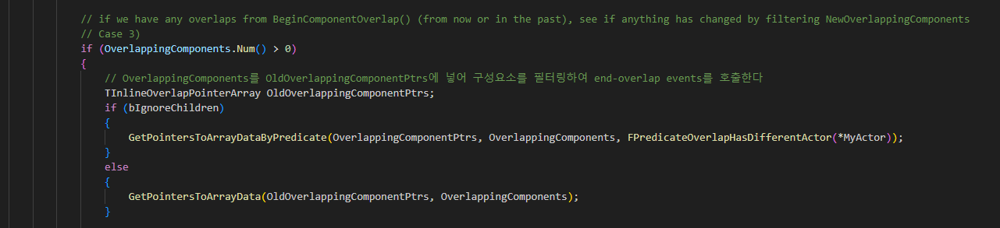 // if we have any overlaps from BeginComponentOverlap() (from now or in the past), see if anything has changed by filtering NewOverlappingComponents
// Case 3)
if (OverlappingComponents.Num() > 0)
{
// OverlappingComponents를 OldOverlappingComponentPtrs에 넣어 구성요소를 필터링하여 end-overlap events를 호출한다
TInlineOverlapPointerArray OldOverlappingComponentPtrs;
if (bIgnoreChildren)
{
GetPointersToArrayDataByPredicate(OverlappingComponentPtrs, OverlappingComponents, FPredicateOverlapHasDifferentActor(*MyActor));
}
else
{
GetPointersToArrayData(OldOverlappingComponentPtrs, OverlappingComponents);
}